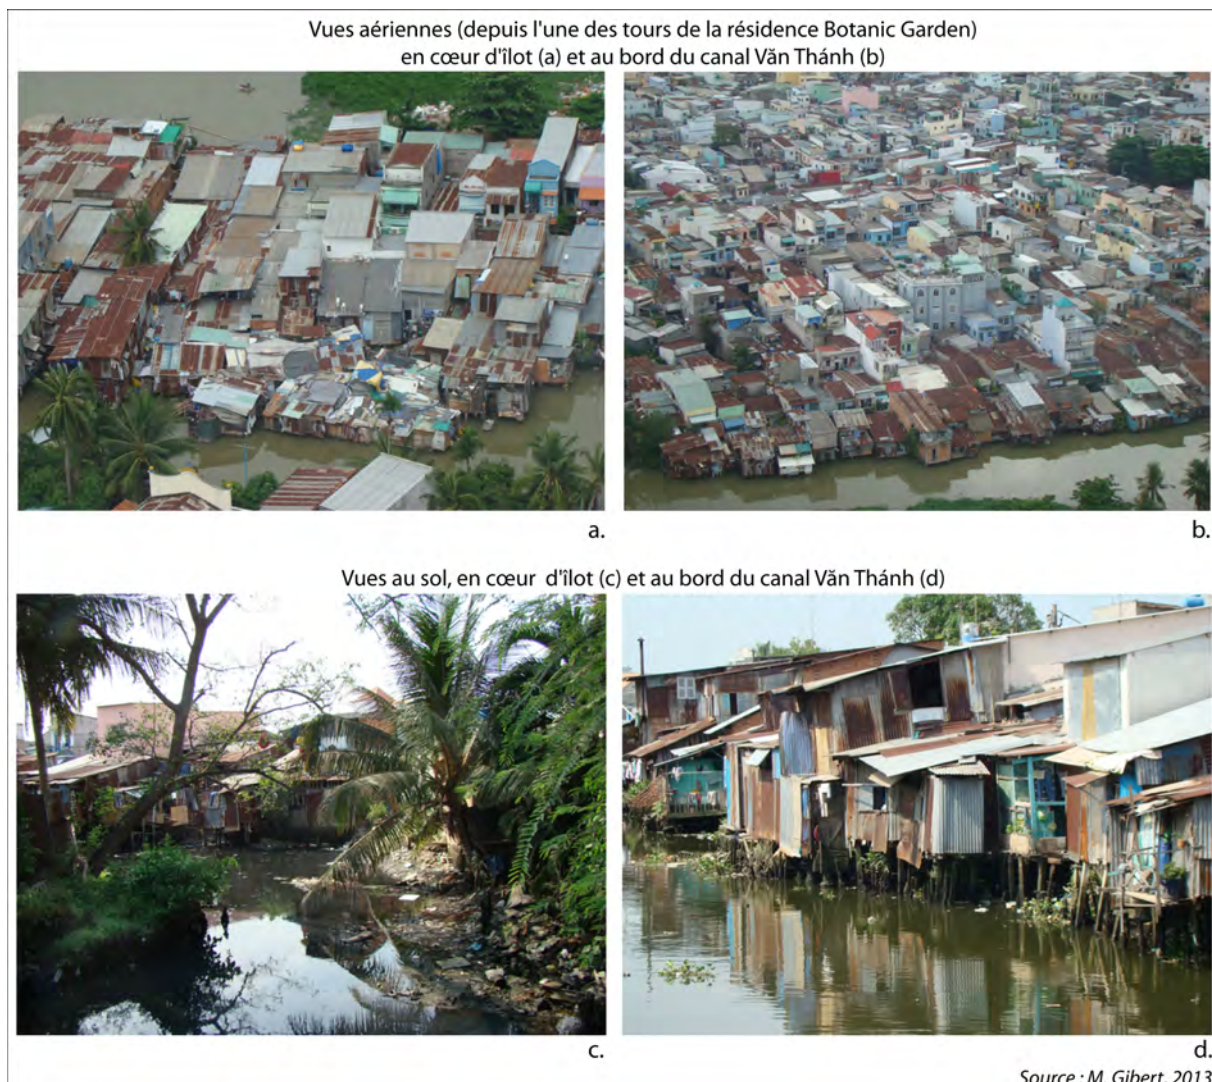 Vues aériennes (depuis l'une des tours de la résidence Botanic Garden)
en cœur d'îlot (a) et au bord du canal Văn Thánh (b)
a.
b.
Vues au sol, en cœur d'îlot (c) et au bord du canal Văn Thánh (d)
c.
d.
Source : M. Gibert, 2013